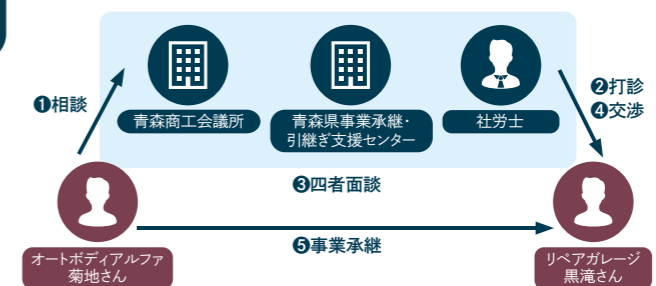 ❶相談
青森商工会議所
青森県事業承継・
引継ぎ支援センター
社労士
❷打診
❹交渉
❸四者面談
オートボディアルファ
菊地さん
❺事業承継
リペアガレージ
黒滝さん